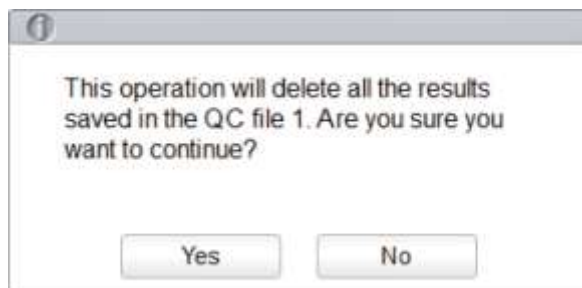 This operation will delete all the results
saved in the QC file 1. Are you sure you
want to continue?
Yes No